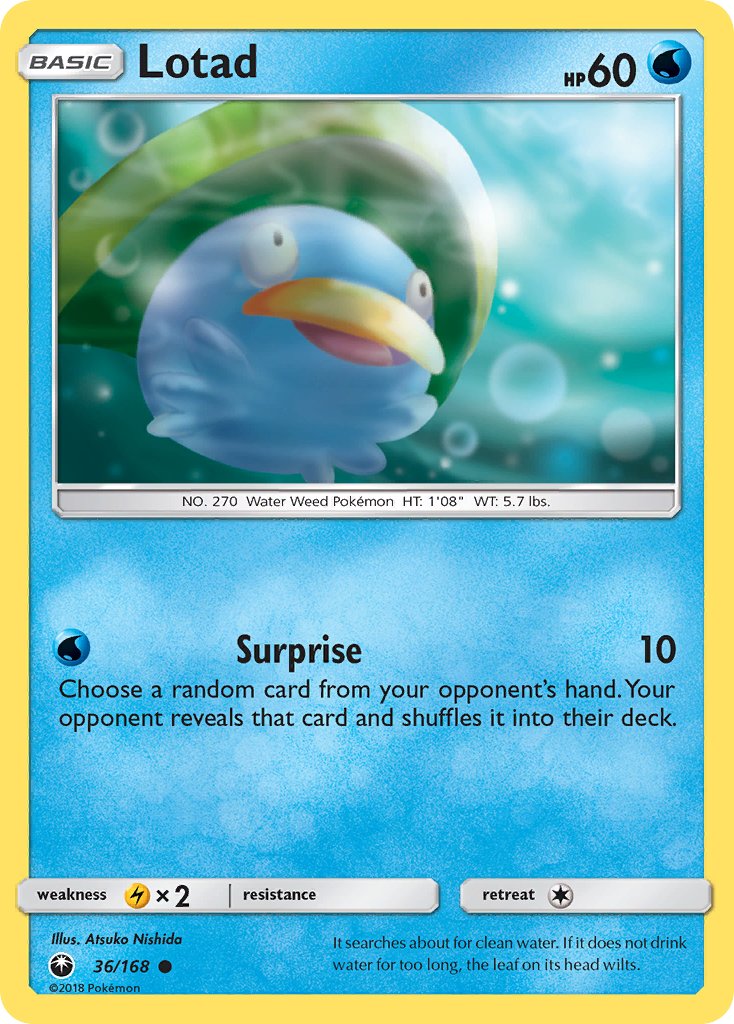 BASIC Lotad HP60
NO. 270 Water Weed Pokémon HT: 1'08" WT: 5.7 lbs.
Surprise 10
Choose a random card from your opponent's hand. Your
opponent reveals that card and shuffles it into their deck.
weakness ×2 resistance retreat
Illus. Atsuko Nishida
36/168
©2018 Pokémon
It searches about for clean water. If it does not drink
water for too long, the leaf on its head wilts.